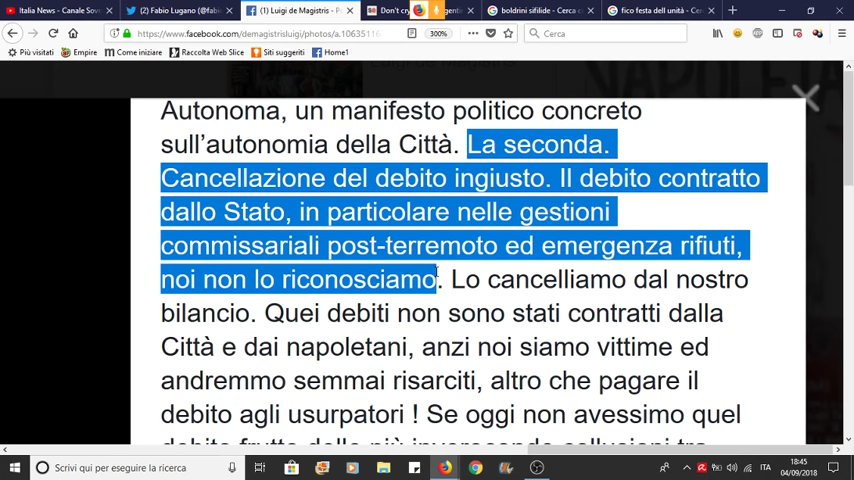 Italia News - Canale Sov
(2) Fabio Lugano (@fabi
(1) Luigi de Magistris - P
Don't cry
gentin
boldrini sifilide - Cerca c
fico festa dell unità - Cerc
https://www.facebook.com/demagistrisluigi/photos/a.10635116
300%
Cerca
Più visitati
Empire
Come iniziare
Raccolta Web Slice
Siti suggeriti
Home1
Autonoma, un manifesto politico concreto
sull’autonomia della Città. La seconda.
Cancellazione del debito ingiusto. Il debito contratto
dallo Stato, in particolare nelle gestioni
commissariali post-terremoto ed emergenza rifiuti,
noi non lo riconosciamo. Lo cancelliamo dal nostro
bilancio. Quei debiti non sono stati contratti dalla
Città e dai napoletani, anzi noi siamo vittime ed
andremmo semmai risarciti, altro che pagare il
debito agli usurpatori ! Se oggi non avessimo quel
Scrivi qui per eseguire la ricerca
ITA
18:45
04/09/2018